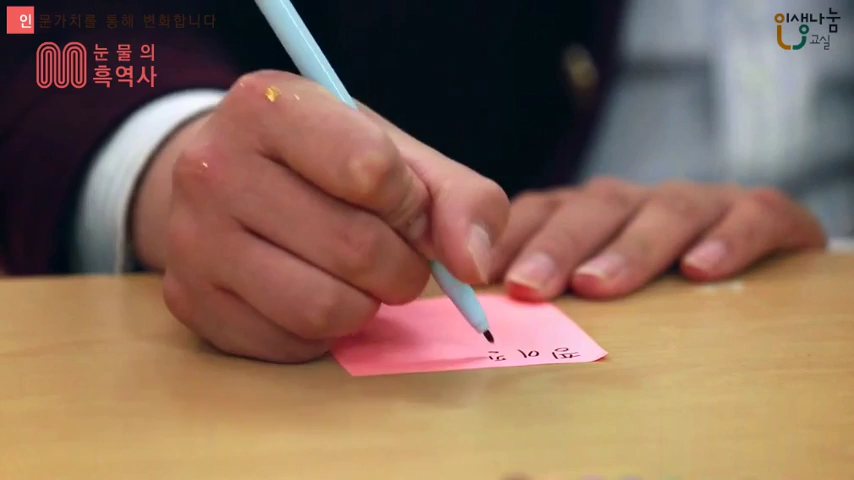 인문가치를 통해 변화합니다
눈물의
흑역사
인생나눔
교실